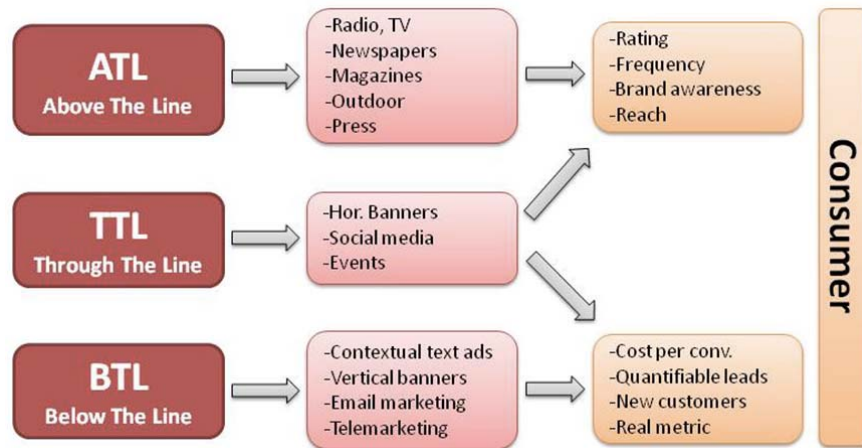 ATL
Above The Line
-Radio, TV
-Newspapers
-Magazines
-Outdoor
-Press
-Rating
-Frequency
-Brand awareness
-Reach
TTL
Through The Line
-Hor. Banners
-Social media
-Events
BTL
Below The Line
-Contextual text ads
-Vertical banners
-Email marketing
-Telemarketing
-Cost per conv.
-Quantifiable leads
-New customers
-Real metric
Consumer